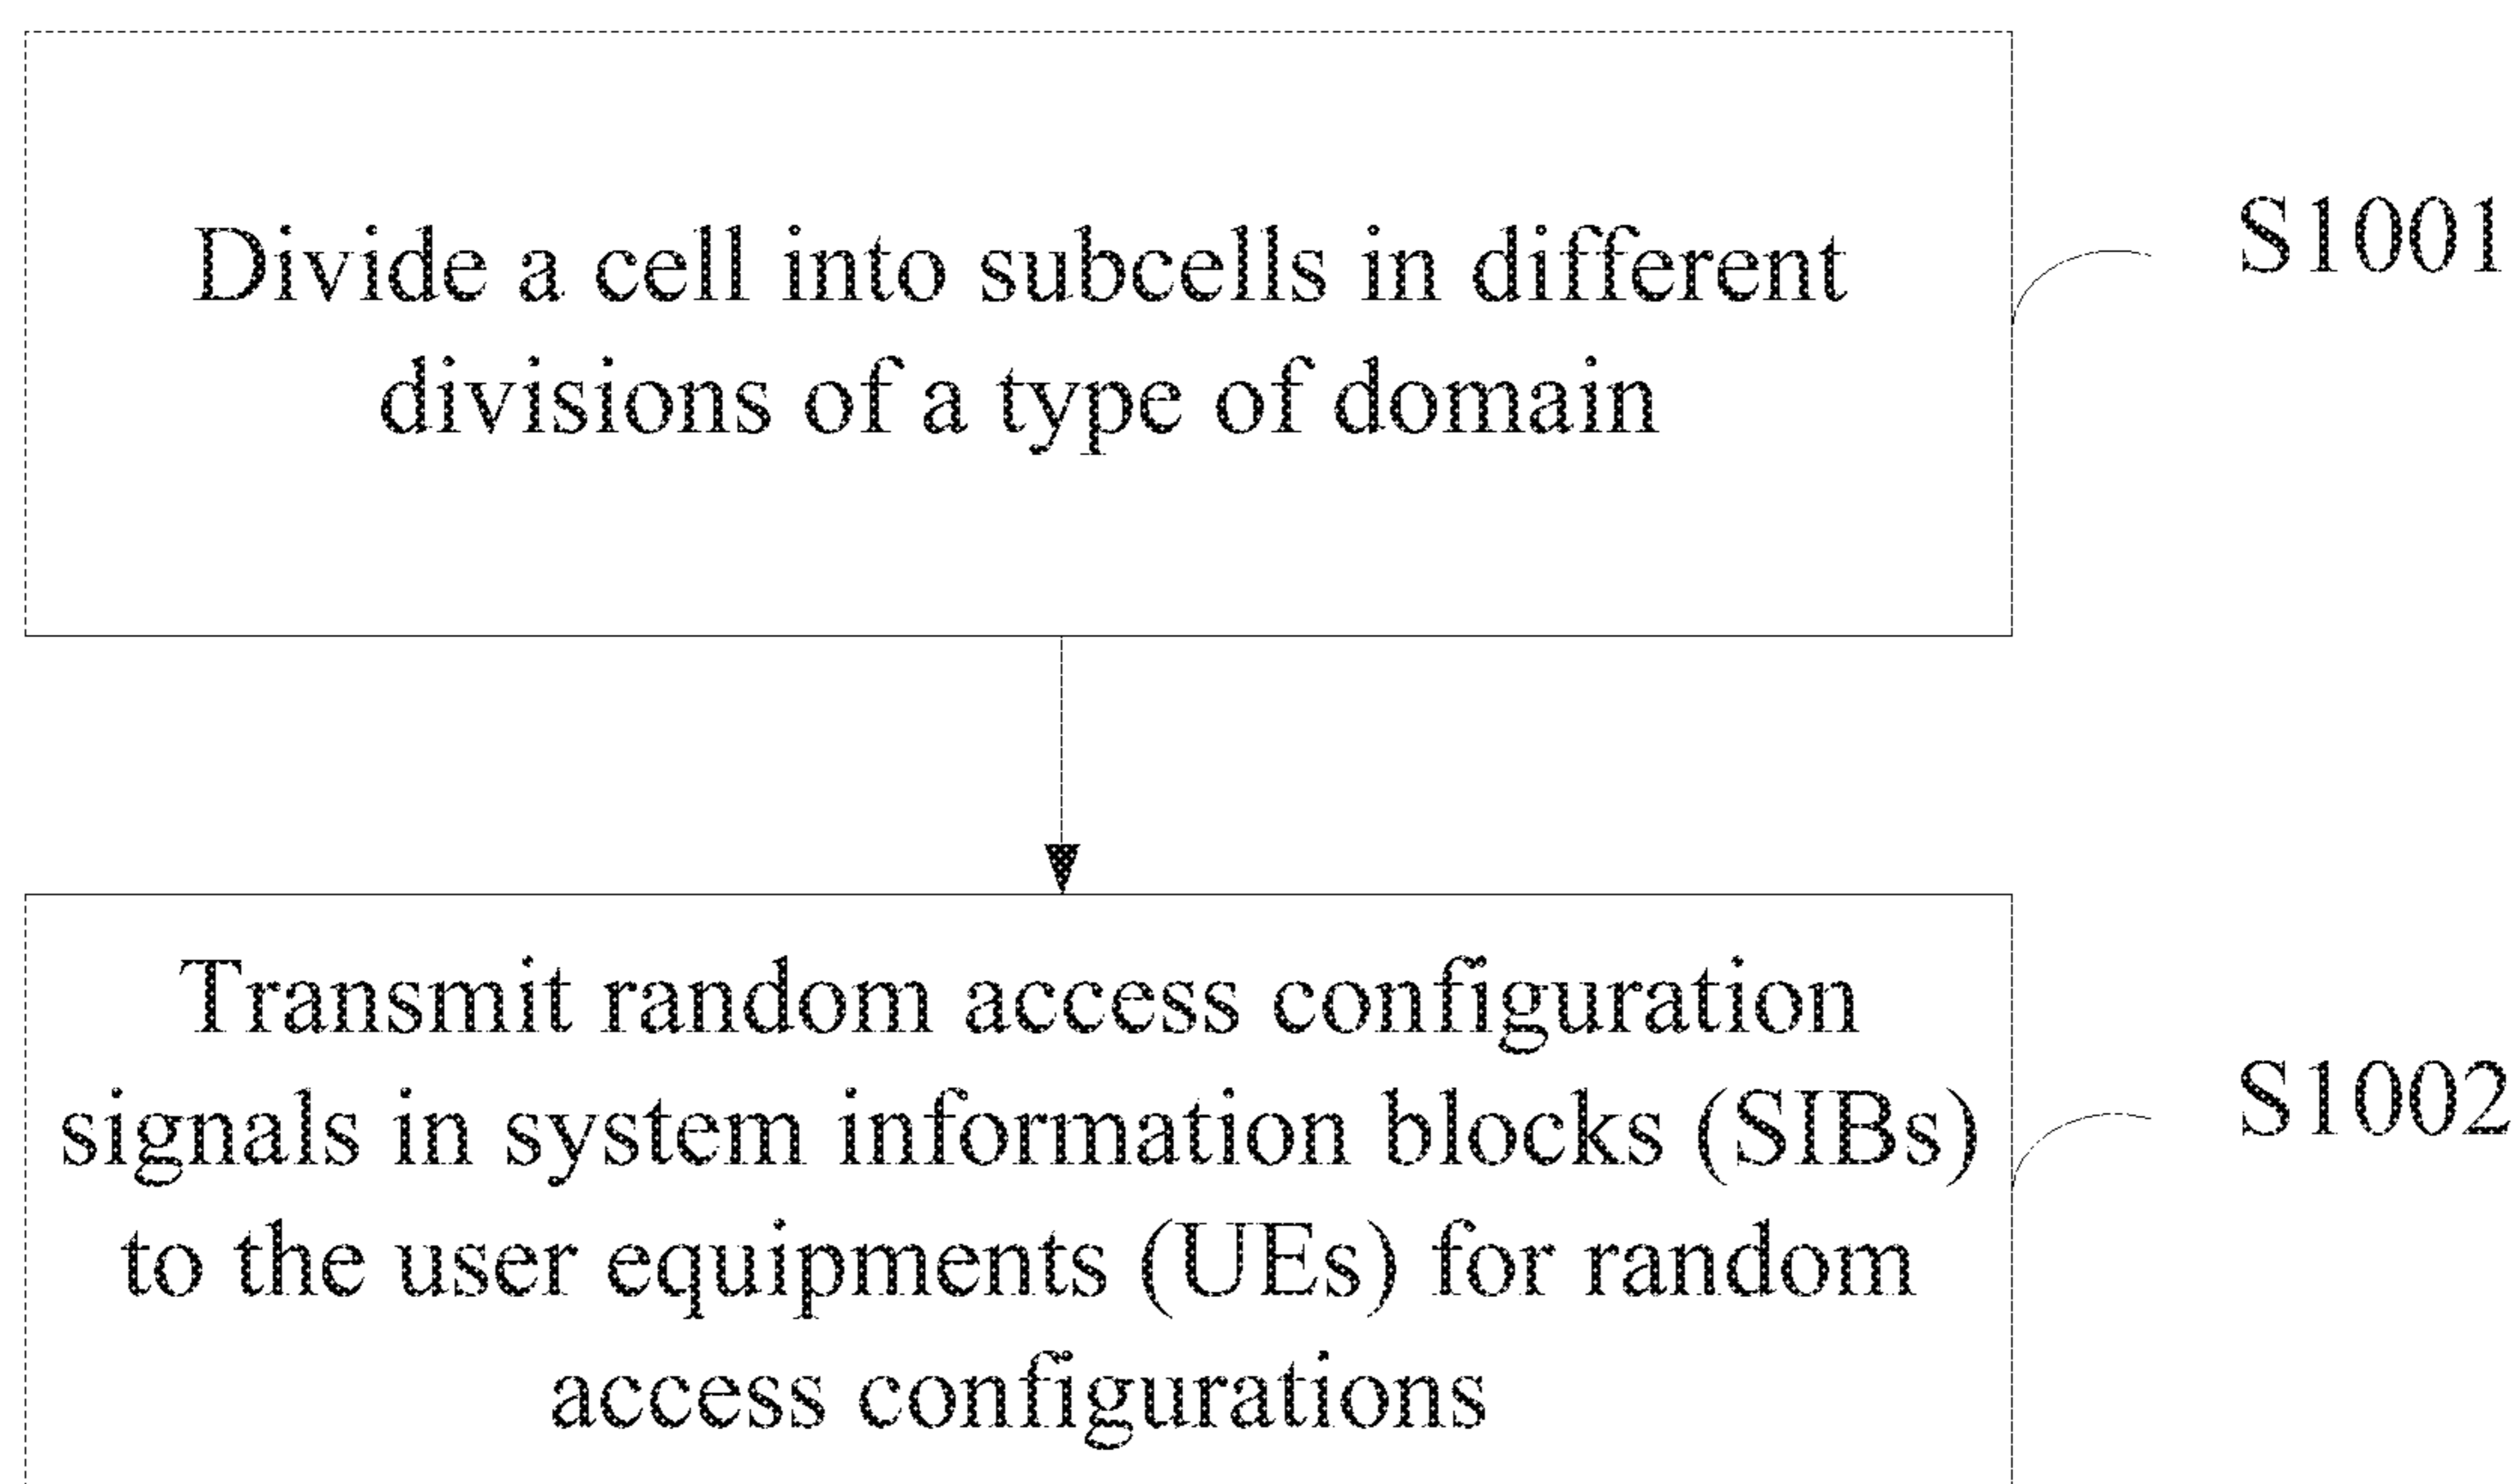 Divide a cell into subcells in different
divisions of a type of domain
S1001
Transmit random access configuration
signals in system information blocks (SIBs)
to the user equipments (UEs) for random
access configurations
S1002